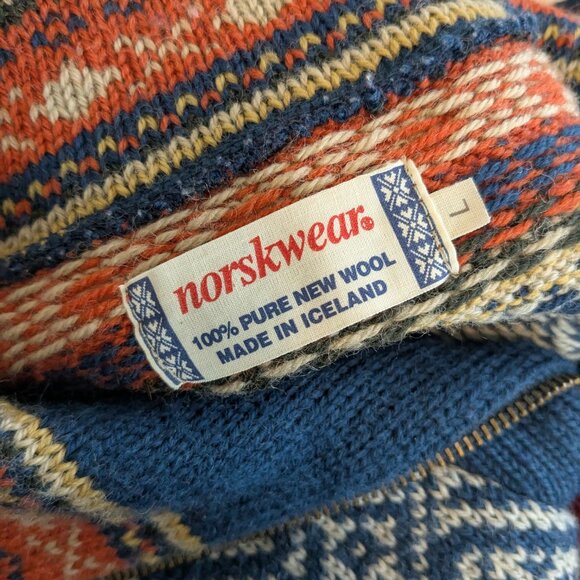 norskwear®
100% PURE NEW WOOL
MADE IN ICELAND
L